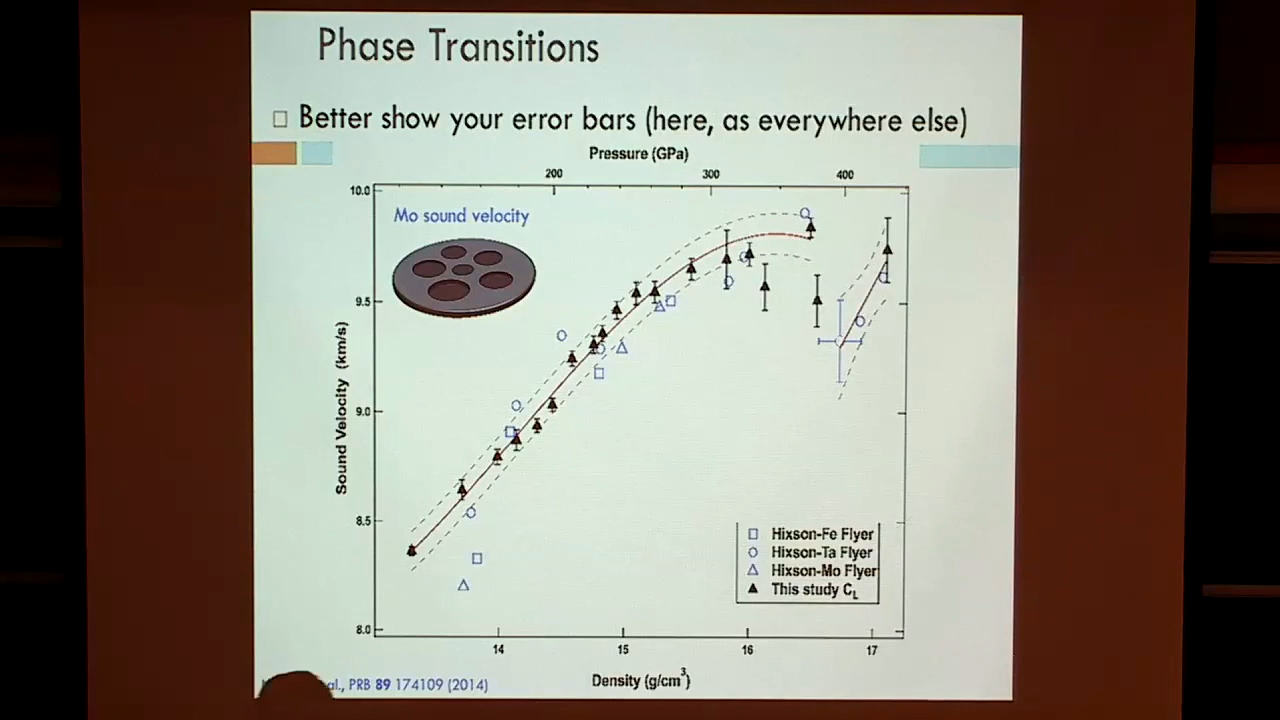 Phase Transitions
Better show your error bars (here, as everywhere else)
Pressure (GPa)
200 300 400
10.0
Mo sound velocity
9.5
9.0
8.5
8.0
Sound Velocity (km/s)
Hixson-Fe Flyer
Hixson-Ta Flyer
Hixson-Mo Flyer
This study C_L
14 15 16 17
Density (g/cm³)
al., PRB 89 174109 (2014)